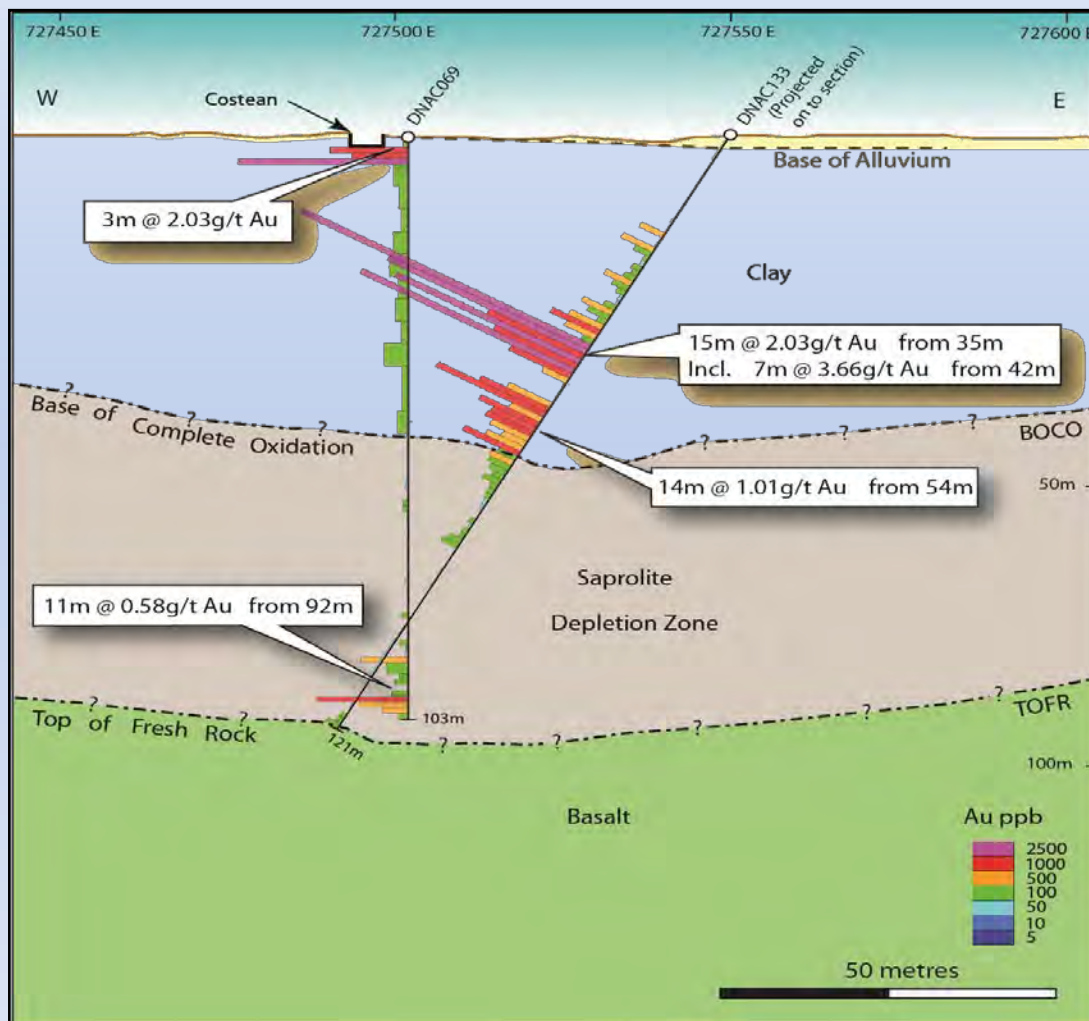 727450 E
727500 E
727550 E
727600 E
W
Costean
DNAC069
DNAC133
(Projected
on to section)
E
Base of Alluvium
3m @ 2.03g/t Au
Clay
15m @ 2.03g/t Au from 35m
Incl. 7m @ 3.66g/t Au from 42m
?
Base of Complete Oxidation
?
?
?
?
?
BOCO
14m @ 1.01g/t Au from 54m
50m
Saprolite
Depletion Zone
11m @ 0.58g/t Au from 92m
?
Top of Fresh Rock
?
121m
103m
?
?
?
?
?
TOFR
100m
Basalt
Au ppb
2500
1000
500
100
50
10
5
50 metres